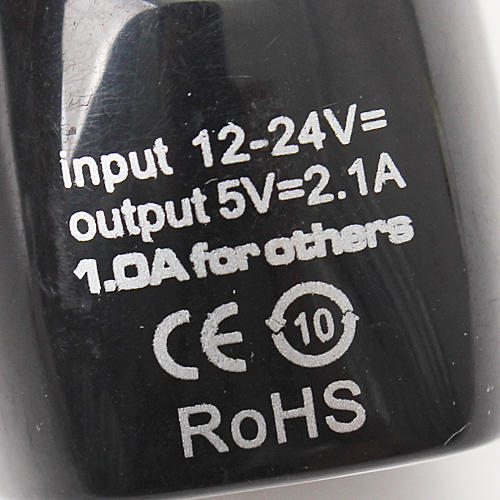 input 12-24V=
output 5V=2.1A
1.0A for others
CE 10
RoHS